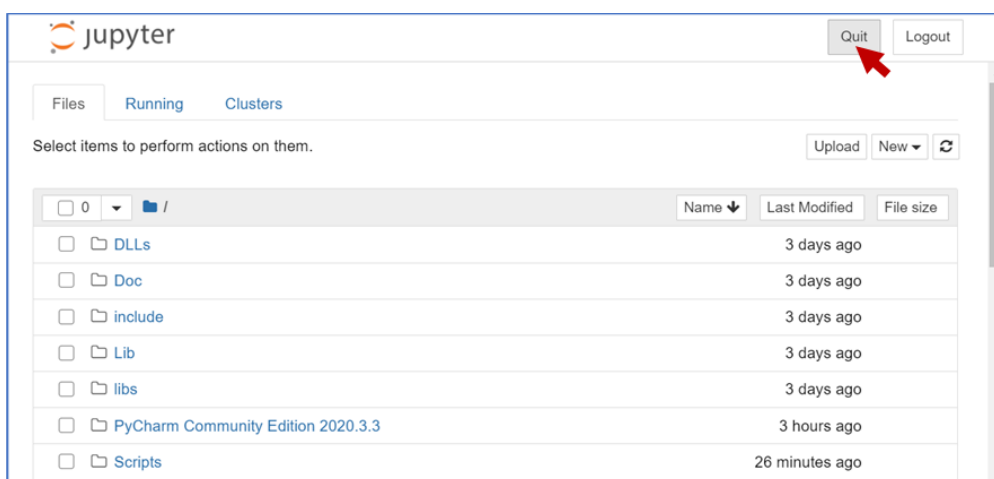 jupyter Quit Logout
Files Running Clusters
Select items to perform actions on them. Upload New
0 / Name Last Modified File size
DLLs 3 days ago
Doc 3 days ago
include 3 days ago
Lib 3 days ago
libs 3 days ago
PyCharm Community Edition 2020.3.3 3 hours ago
Scripts 26 minutes ago